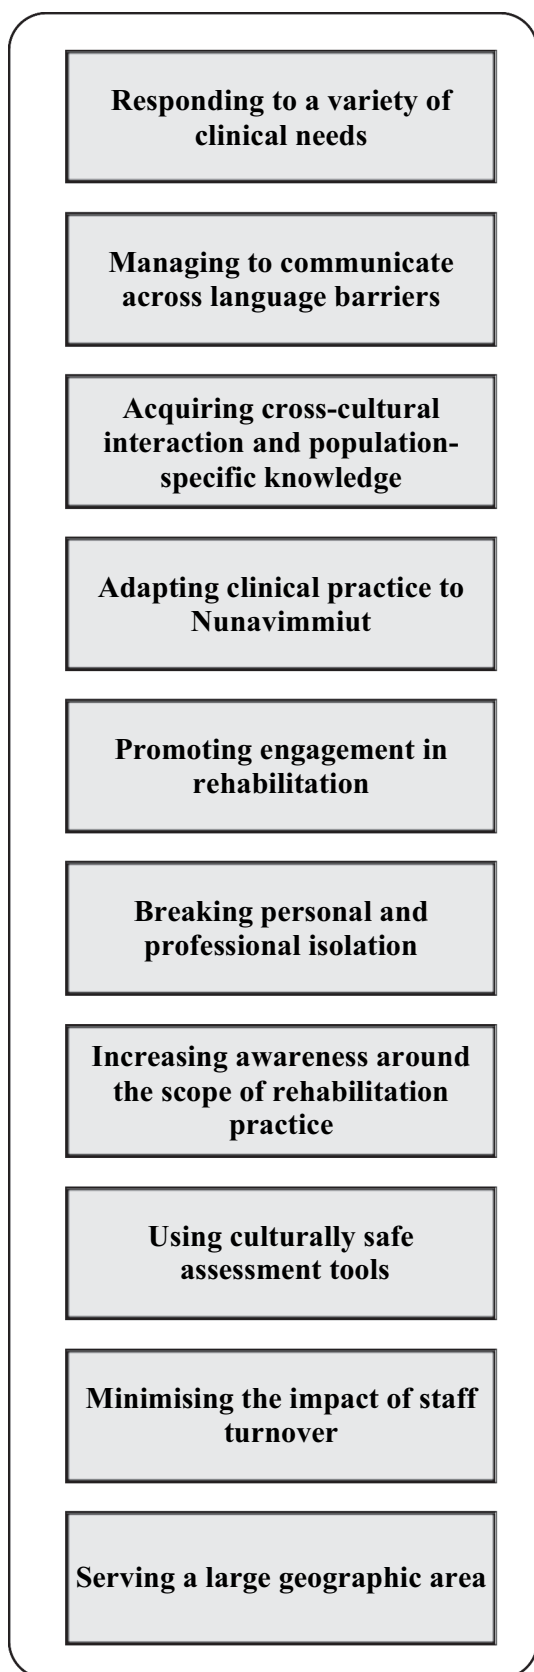 Responding to a variety of
clinical needs
Managing to communicate
across language barriers
Acquiring cross-cultural
interaction and population-
specific knowledge
Adapting clinical practice to
Nunavimmiut
Promoting engagement in
rehabilitation
Breaking personal and
professional isolation
Increasing awareness around
the scope of rehabilitation
practice
Using culturally safe
assessment tools
Minimising the impact of staff
turnover
Serving a large geographic area